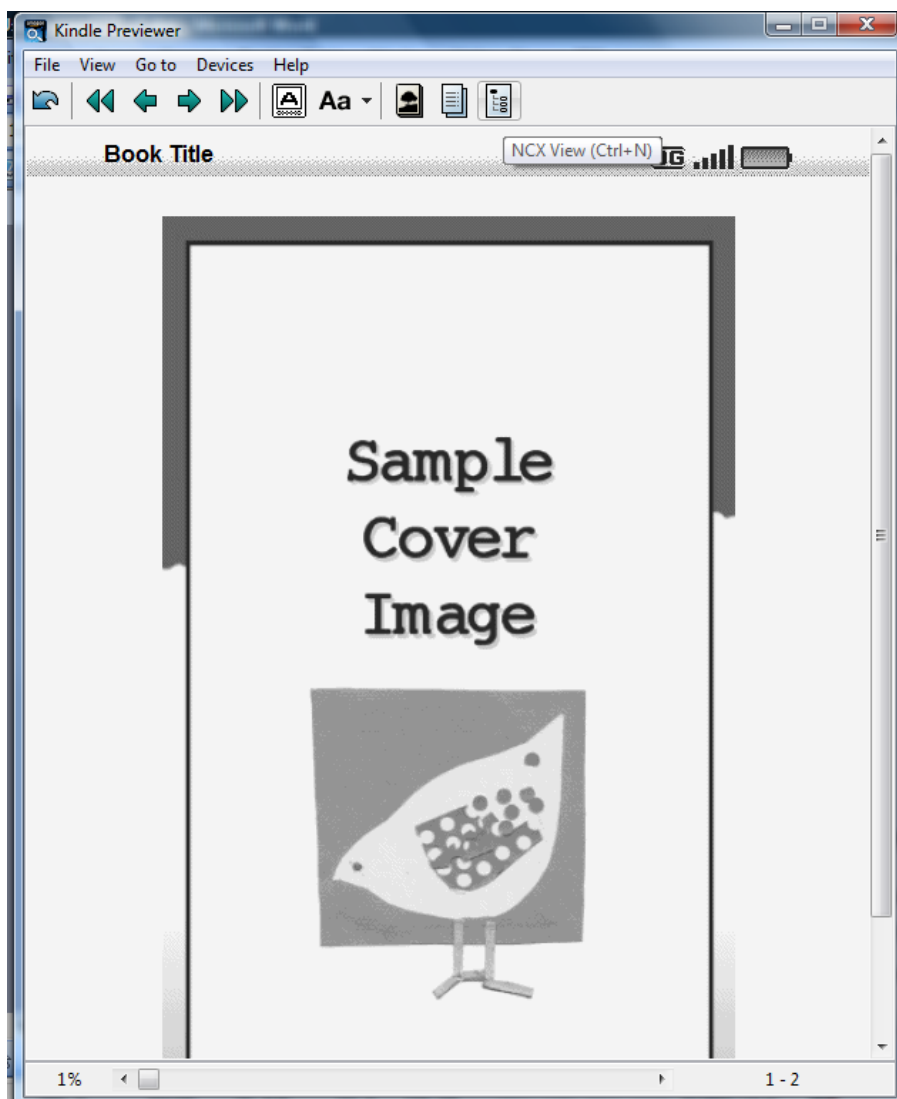 Kindle Previewer
File View Go to Devices Help
A Aa
Book Title
NCX View (Ctrl+N)
Sample
Cover
Image
1% 1 - 2